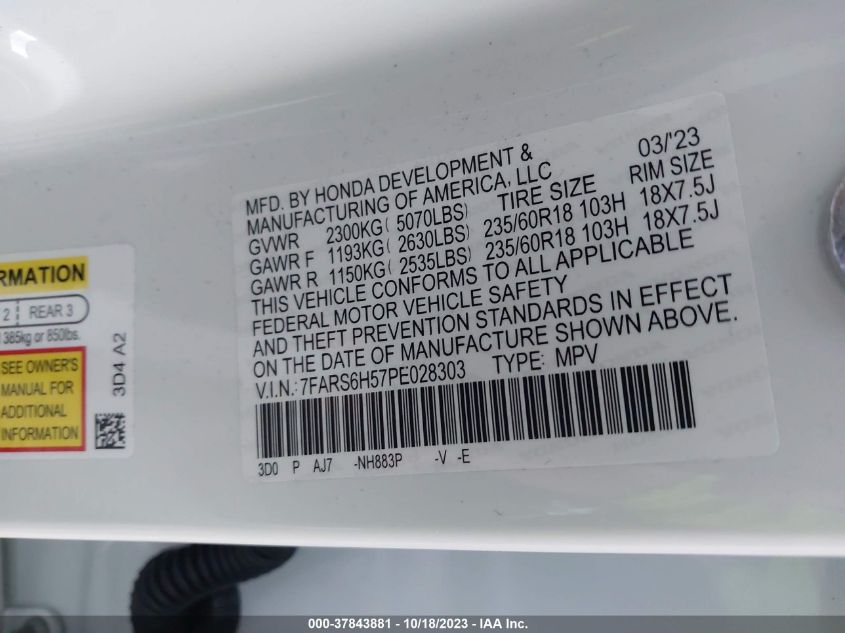 MFD. BY HONDA DEVELOPMENT & 03/'23
MANUFACTURING OF AMERICA, LLC
GVWR 2300KG( 5070LBS) TIRE SIZE RIM SIZE
GAWR F 1193KG( 2630LBS) 235/60R18 103H 18X7.5J
GAWR R 1150KG( 2535LBS) 235/60R18 103H 18X7.5J
THIS VEHICLE CONFORMS TO ALL APPLICABLE
FEDERAL MOTOR VEHICLE SAFETY
AND THEFT PREVENTION STANDARDS IN EFFECT
ON THE DATE OF MANUFACTURE SHOWN ABOVE.
V.I.N.: 7FARS6H57PE028303 TYPE: MPV
3D0 P AJ7 -NH883P -V -E
RMATION
2 REAR 3
385kg or 850lbs.
SEE OWNER'S
MANUAL FOR
ADDITIONAL
INFORMATION
3D4 A2
000-37843881 - 10/18/2023 - IAA Inc.